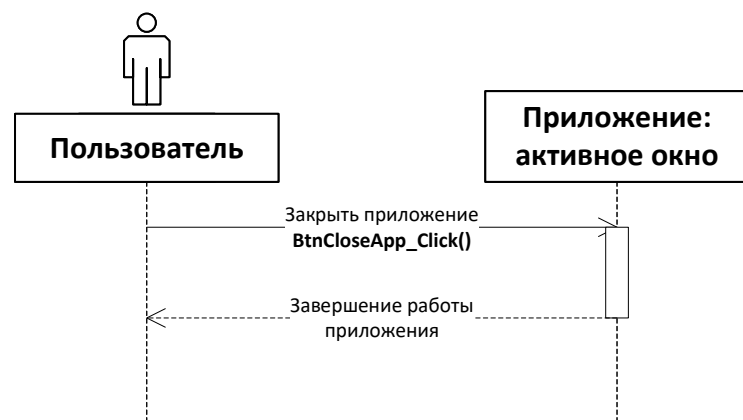 Пользователь
Приложение:
активное окно
Закрыть приложение
BtnCloseApp_Click()
Завершение работы
приложения